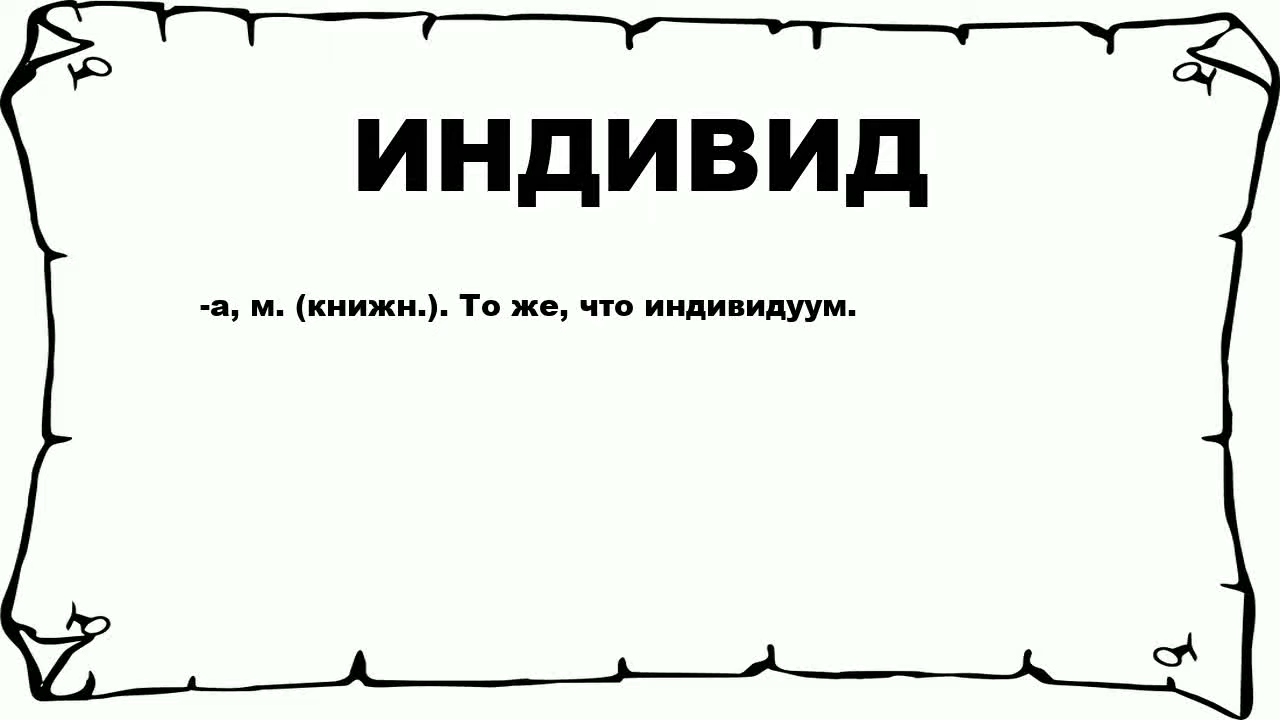 ИНДИВИД
-а, м. (книжн.). То же, что индивидуум.